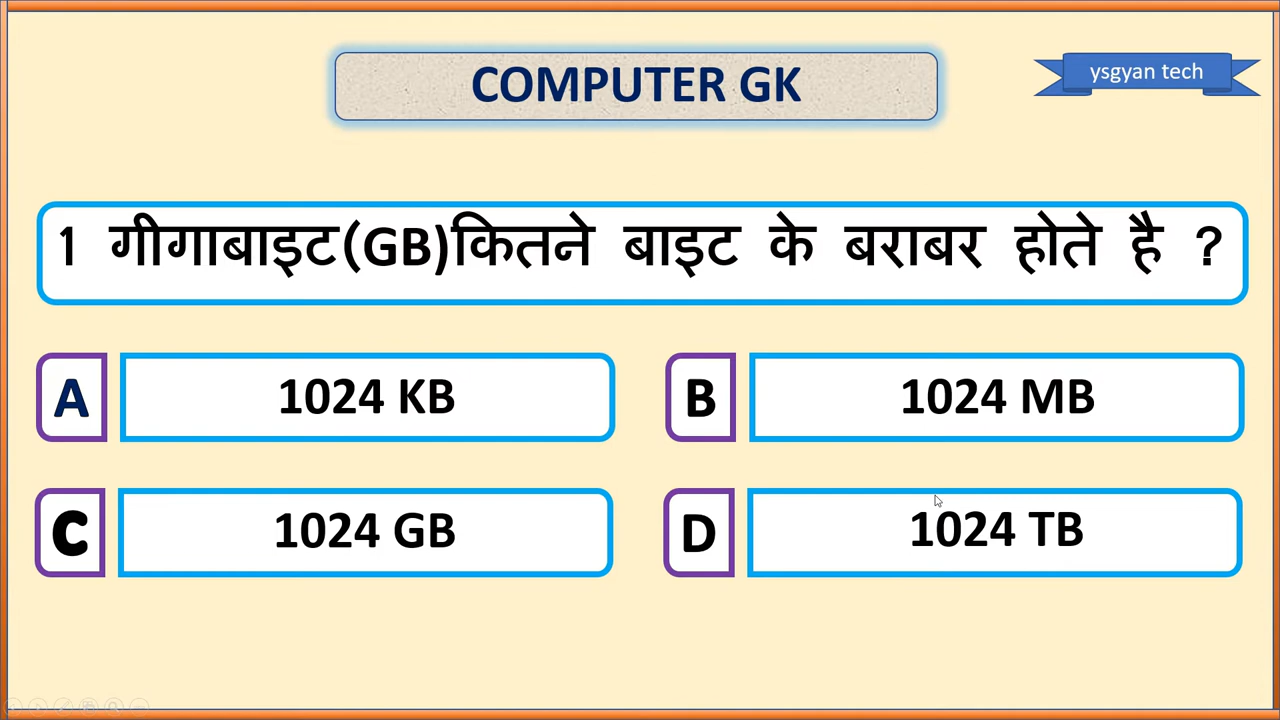 COMPUTER GK
ysgyan tech
1 गीगाबाइट(GB)कितने बाइट के बराबर होते है ?
A 1024 KB
B 1024 MB
C 1024 GB
D 1024 TB